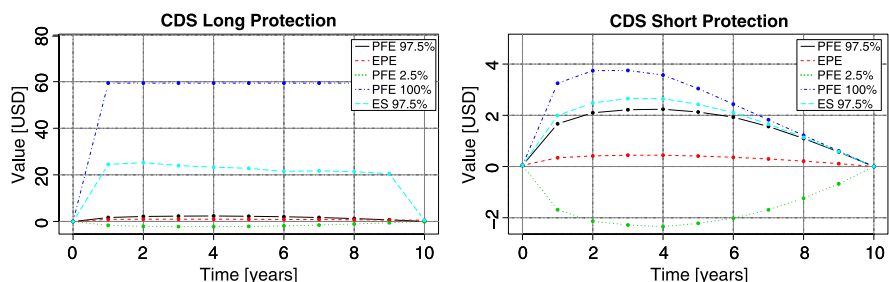 CDS Long Protection
80
60
40
20
0
Value [USD]
PFE 97.5%
EPE
PFE 2.5%
PFE 100%
ES 97.5%
0 2 4 6 8 10
Time [years]
CDS Short Protection
4
2
0
−2
Value [USD]
PFE 97.5%
EPE
PFE 2.5%
PFE 100%
ES 97.5%
0 2 4 6 8 10
Time [years]